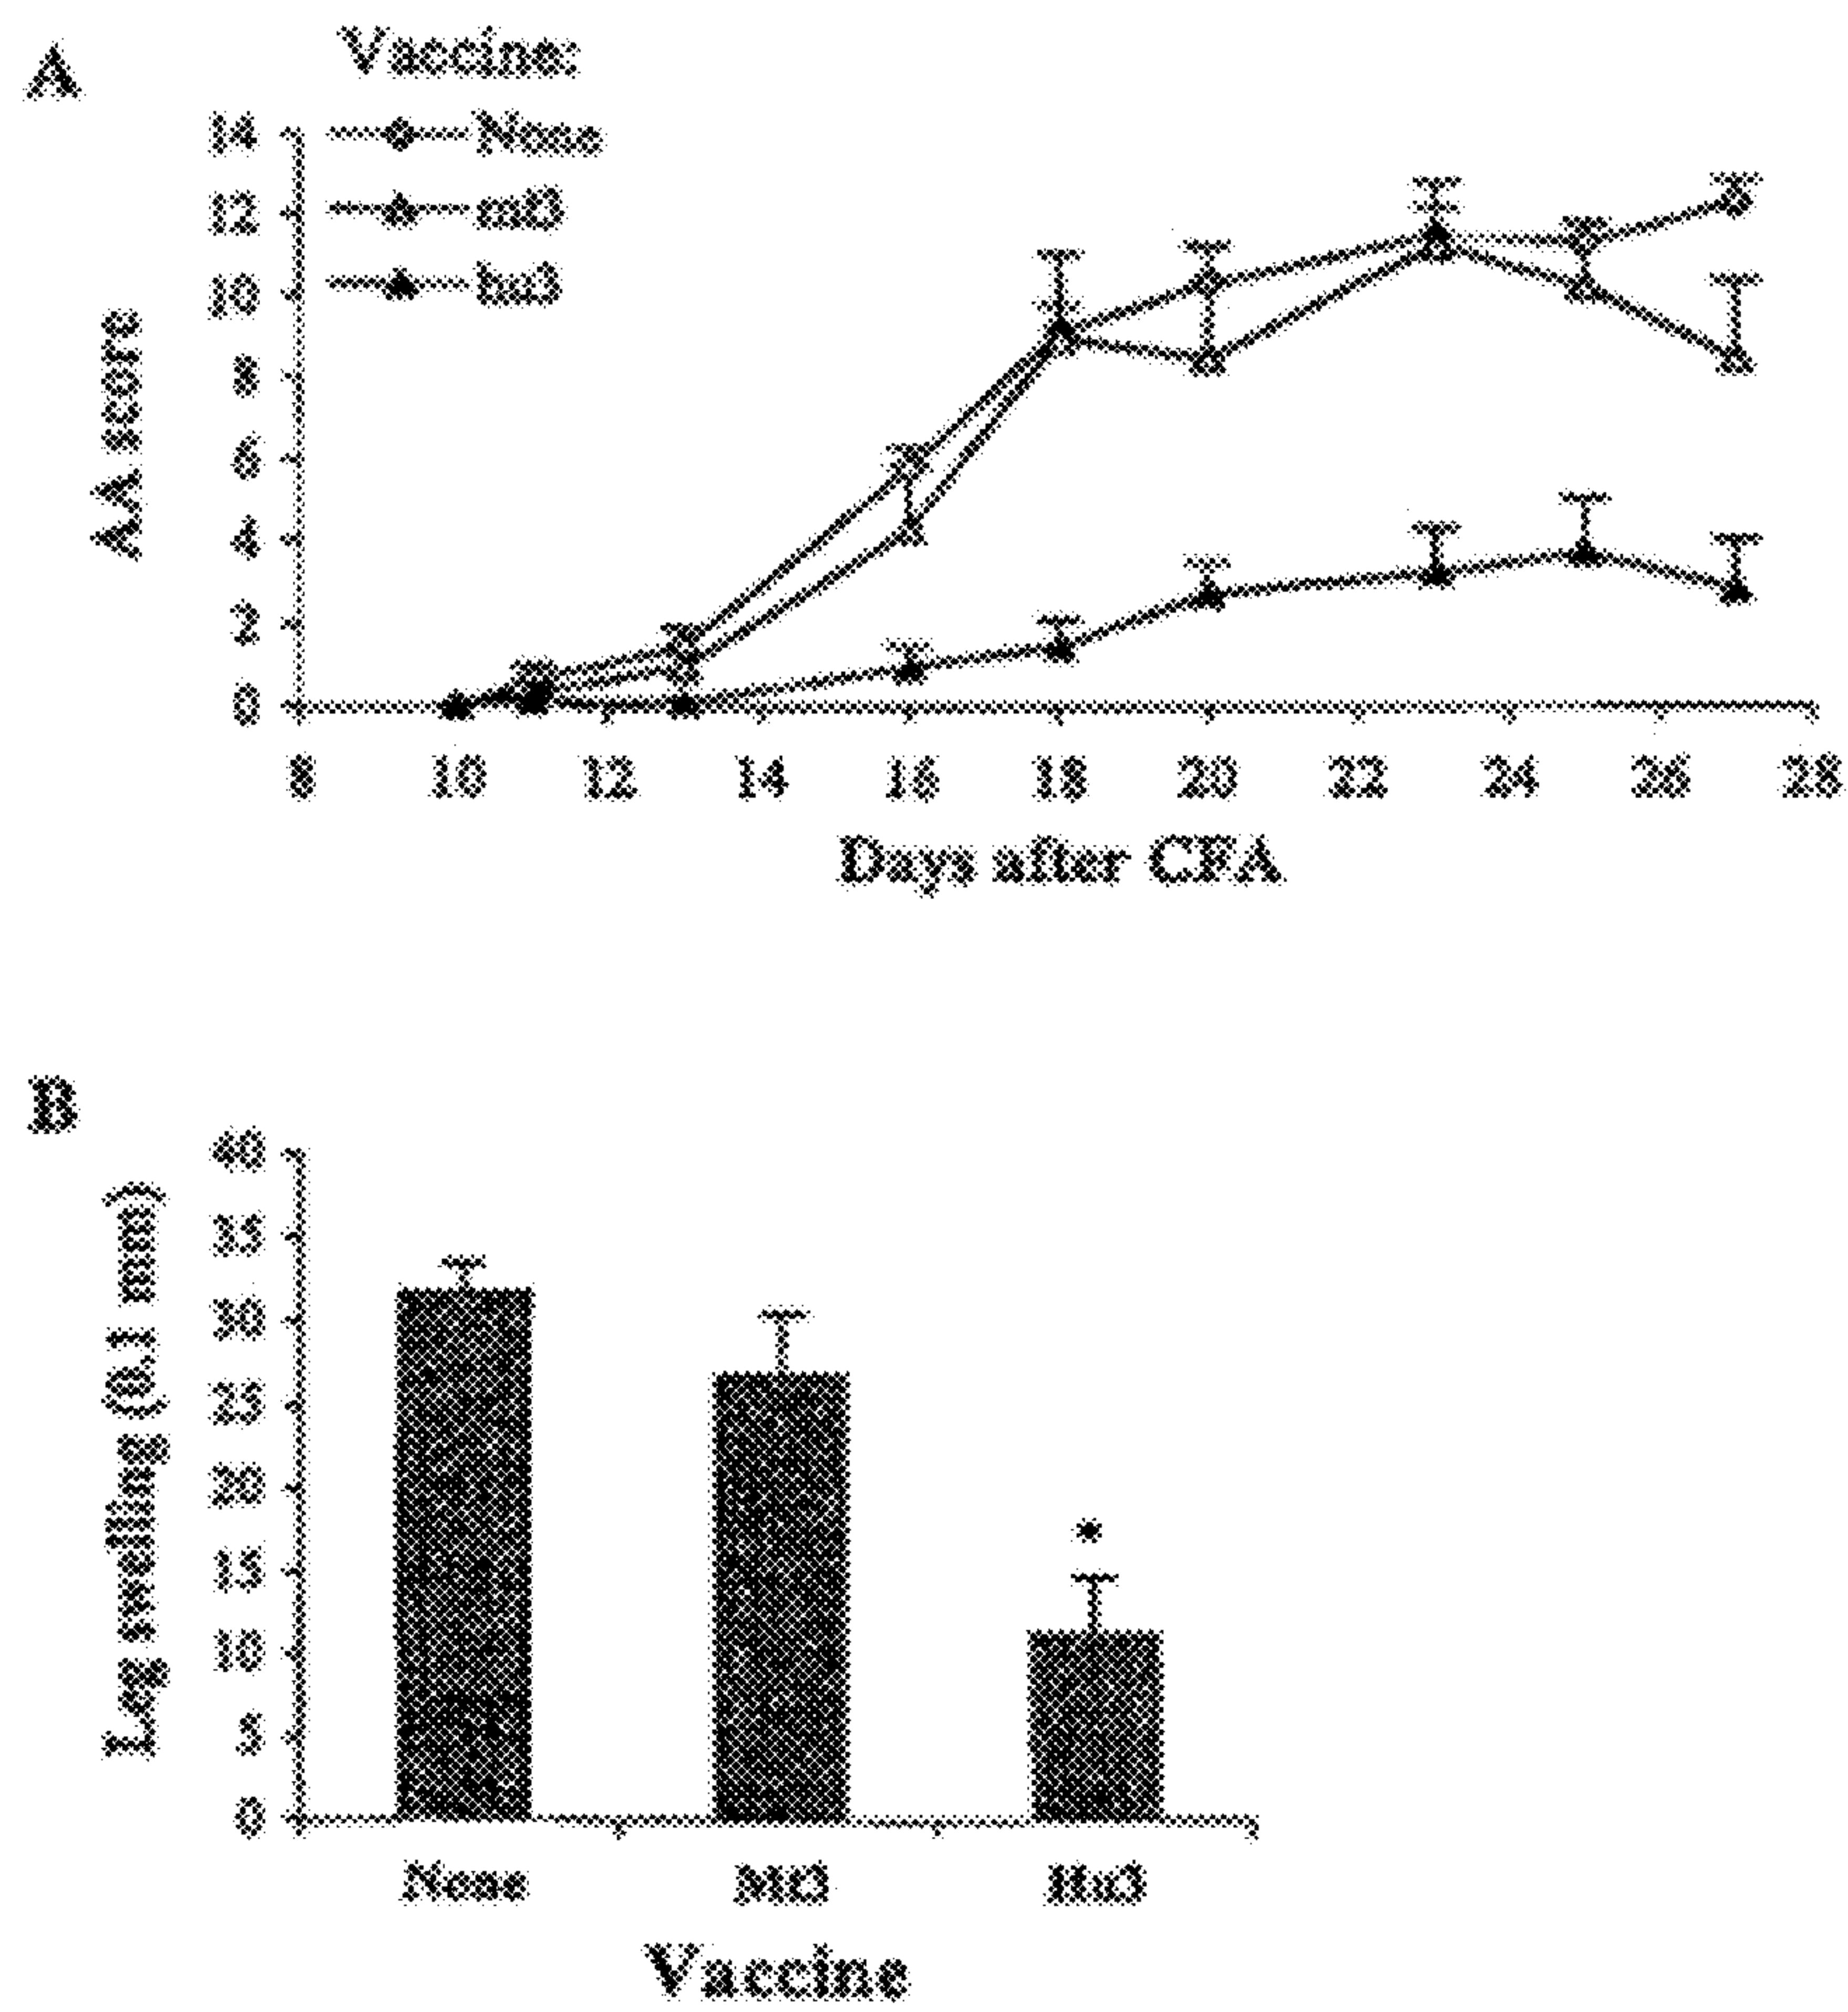 A
Vaccine:
None
mt3
hu3
14
12
10
8
6
4
2
0
AA score
8 10 12 14 16 18 20 22 24 26 28
Days after CFA
B
40
35
30
25
20
15
10
5
0
Leg swelling (0.1 mm)
*
None Mt3 Hu3
Vaccine